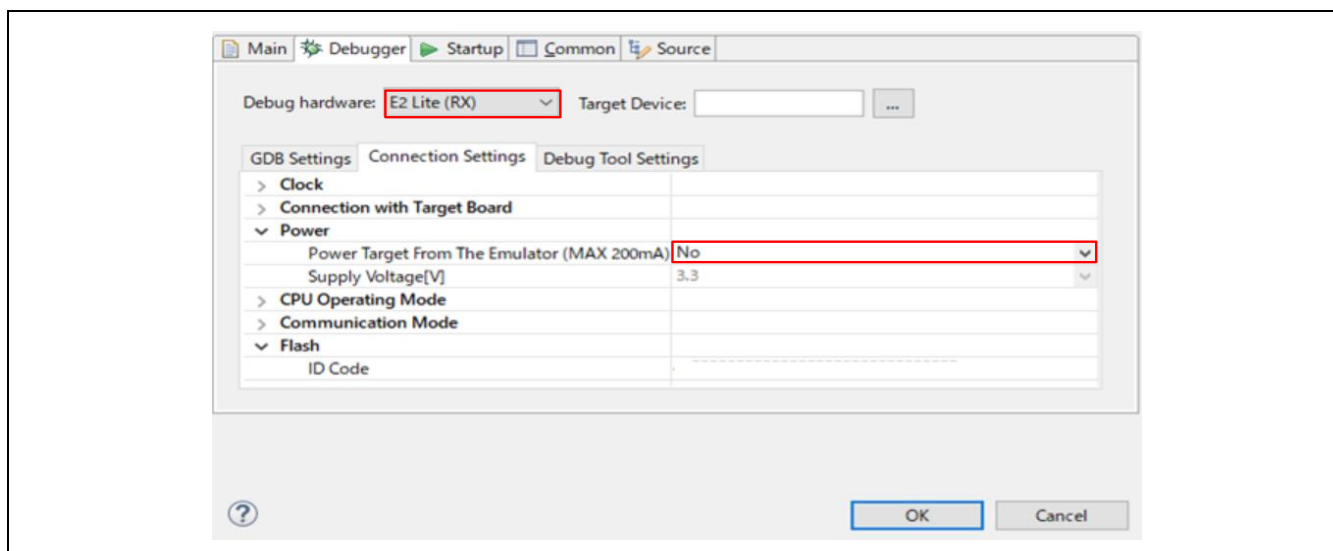 Main Debugger Startup Common Source
Debug hardware: E2 Lite (RX) Target Device: ...
GDB Settings Connection Settings Debug Tool Settings
Clock
Connection with Target Board
Power
Power Target From The Emulator (MAX 200mA) No
Supply Voltage[V] 3.3
CPU Operating Mode
Communication Mode
Flash
ID Code
? OK Cancel